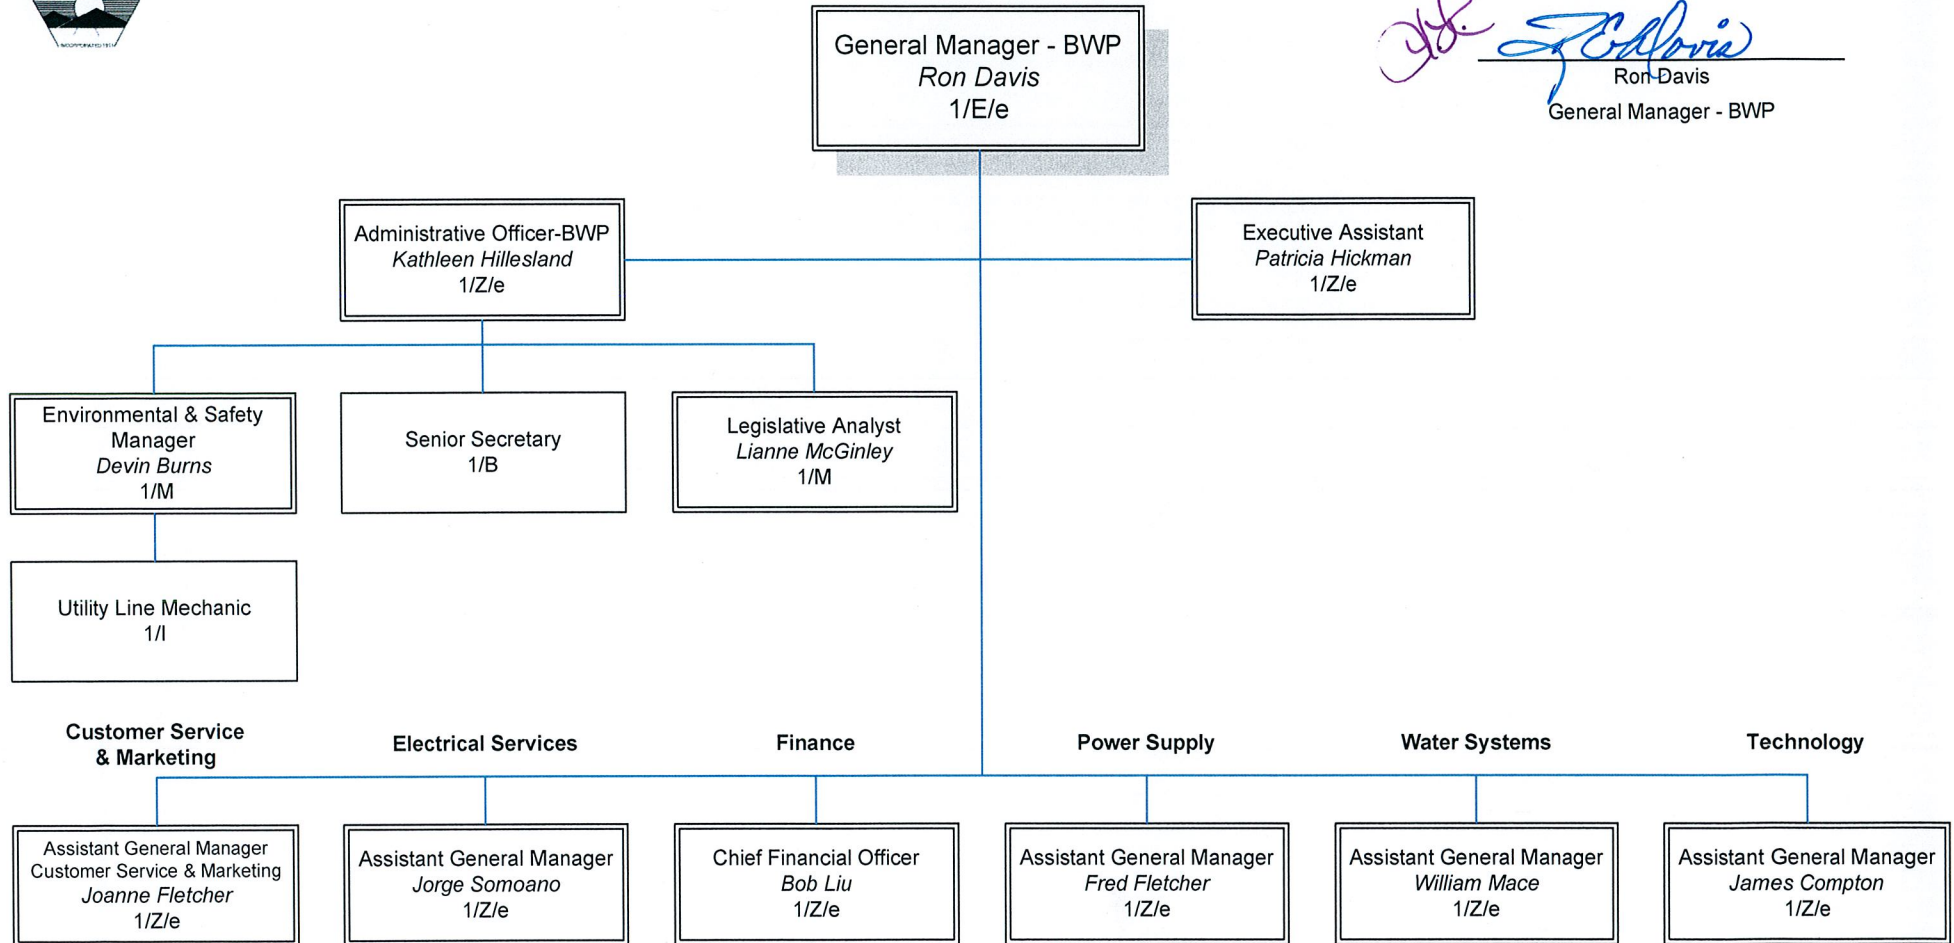 INCORPORATED 1911
General Manager - BWP
Ron Davis
1/E/e
Ron Davis
General Manager - BWP
Administrative Officer-BWP
Kathleen Hillesland
1/Z/e
Executive Assistant
Patricia Hickman
1/Z/e
Environmental & Safety
Manager
Devin Burns
1/M
Senior Secretary
1/B
Legislative Analyst
Lianne McGinley
1/M
Utility Line Mechanic
1/I
Customer Service
& Marketing
Electrical Services
Finance
Power Supply
Water Systems
Technology
Assistant General Manager
Customer Service & Marketing
Joanne Fletcher
1/Z/e
Assistant General Manager
Jorge Somoano
1/Z/e
Chief Financial Officer
Bob Liu
1/Z/e
Assistant General Manager
Fred Fletcher
1/Z/e
Assistant General Manager
William Mace
1/Z/e
Assistant General Manager
James Compton
1/Z/e